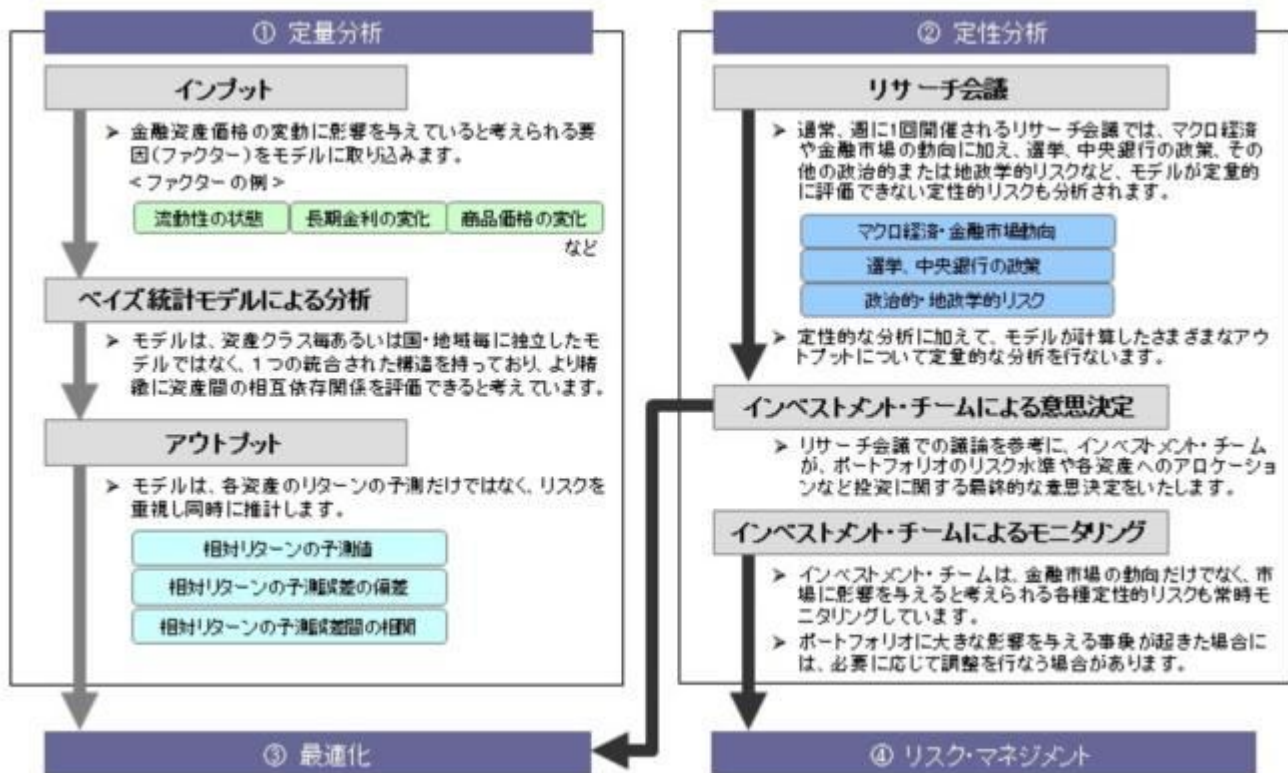 ① 定量分析
インプット
➤ 金融資産価格の変動に影響を与えていると考えられる要
因(ファクター)をモデルに取り込みます。
<ファクターの例>
流動性の状態
長期金利の変化
商品価格の変化
など
ベイズ統計モデルによる分析
➤ モデルは、資産クラス毎あるいは国・地域毎に独立したモ
デルではなく、1つの統合された構造を持っており、より精
緻に資産間の相互依存関係を評価できると考えています。
アウトプット
➤ モデルは、各資産のリターンの予測だけではなく、リスクを
重視し同時に推計します。
相対リターンの予測値
相対リターンの予測誤差の偏差
相対リターンの予測誤差間の相関
② 定性分析
リサーチ会議
➤ 通常、週に1回開催されるリサーチ会議では、マクロ経済
や金融市場の動向に加え、選挙、中央銀行の政策、その
他の政治的または地政学的リスクなど、モデルが定量的
に評価できない定性的リスクも分析されます。
マクロ経済・金融市場動向
選挙、中央銀行の政策
政治的・地政学的リスク
➤ 定性的な分析に加えて、モデルが計算したさまざまなアウ
トプットについて定量的な分析を行ないます。
インベストメント・チームによる意思決定
➤ リサーチ会議での議論を参考に、インベストメント・チーム
が、ポートフォリオのリスク水準や各資産へのアロケーショ
ンなど投資に関する最終的な意思決定をいたします。
インベストメント・チームによるモニタリング
➤ インベストメント・チームは、金融市場の動向だけでなく、市
場に影響を与えると考えられる各種定性的リスクも常時モ
ニタリングしています。
➤ ポートフォリオに大きな影響を与える事象が起きた場合に
は、必要に応じて調整を行なう場合があります。
③ 最適化
④ リスク・マネジメント